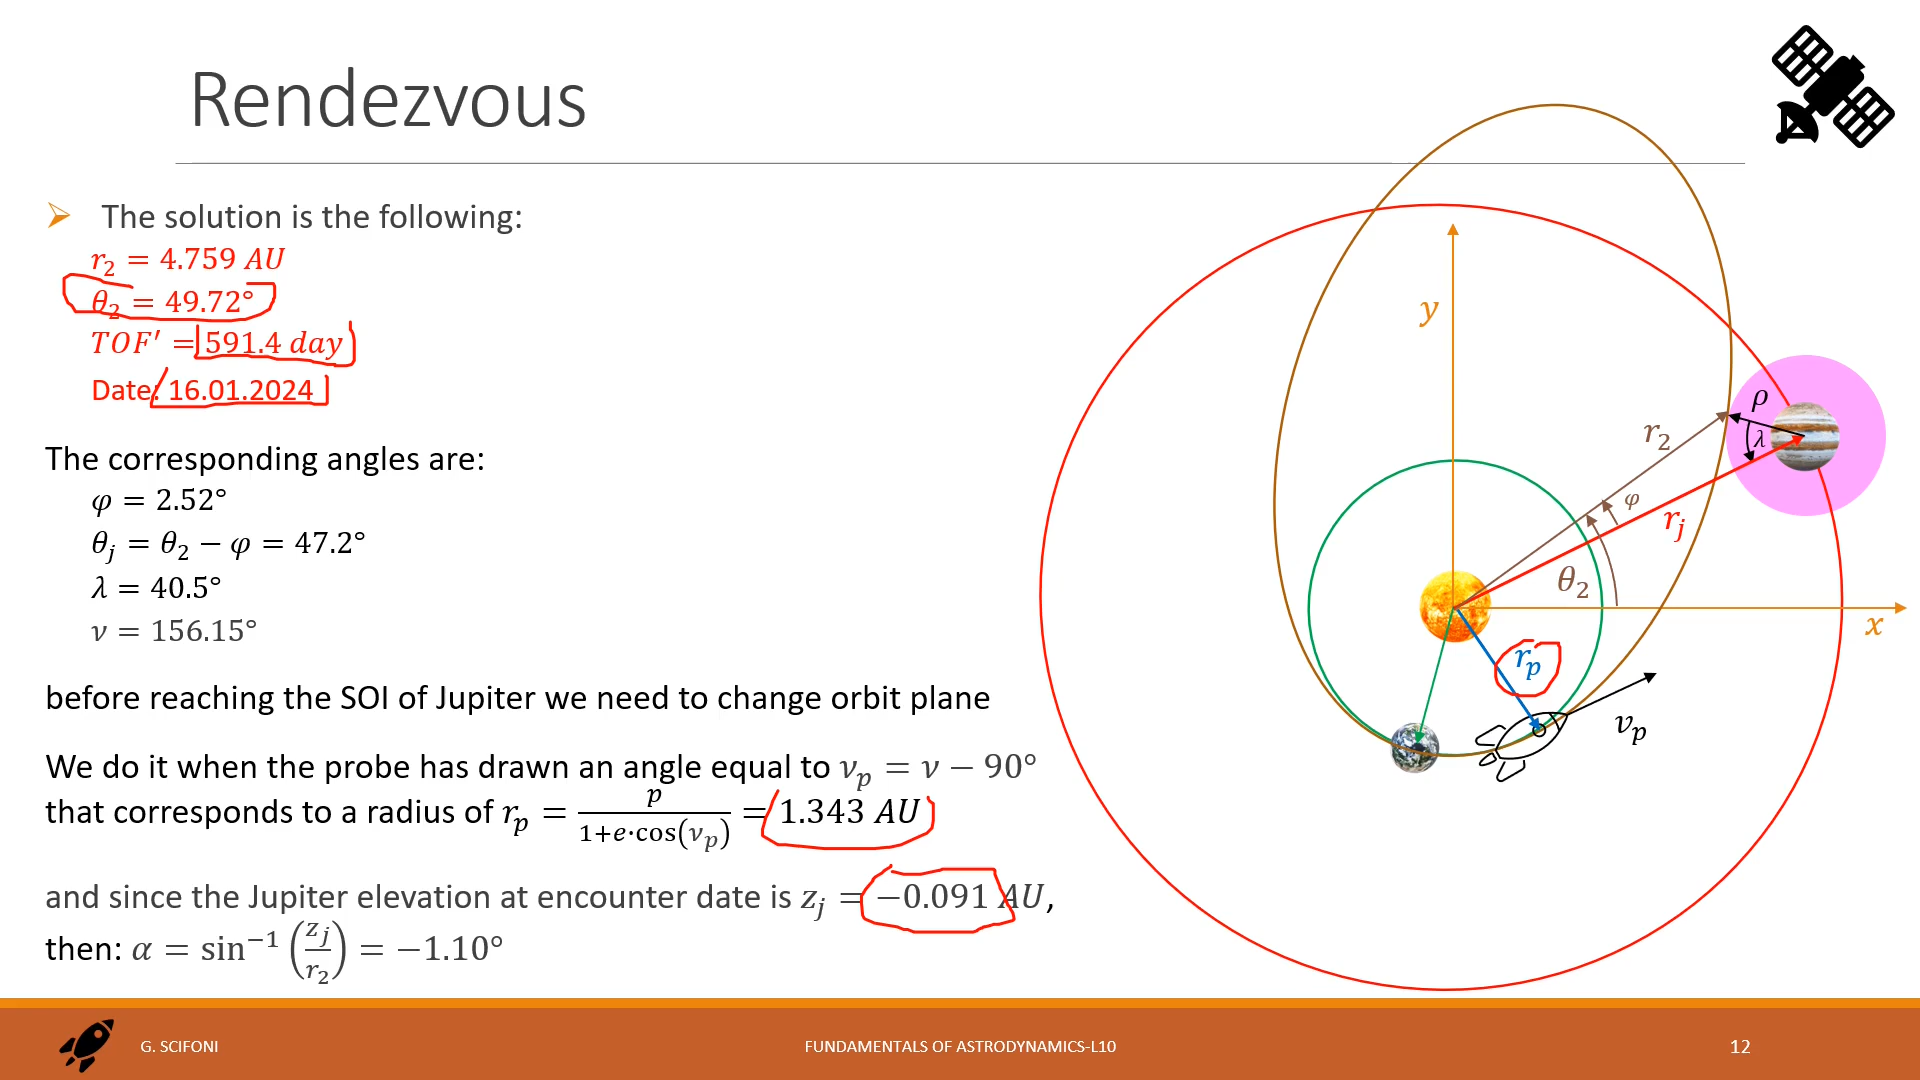 Rendezvous
The solution is the following:
r₂ = 4.759 AU
θ₂ = 49.72°
TOF′ = 591.4 day
Date: 16.01.2024
The corresponding angles are:
φ = 2.52°
θⱼ = θ₂ − φ = 47.2°
λ = 40.5°
ν = 156.15°
before reaching the SOI of Jupiter we need to change orbit plane
We do it when the probe has drawn an angle equal to νₚ = ν − 90°
that corresponds to a radius of rₚ = p / (1+e·cos(νₚ)) = 1.343 AU
and since the Jupiter elevation at encounter date is zⱼ = −0.091 AU,
then: α = sin⁻¹ (zⱼ / r₂) = −1.10°
y
ρ
λ
r₂
φ
rⱼ
θ₂
x
rₚ
vₚ
G. SCIFONI
FUNDAMENTALS OF ASTRODYNAMICS-L10
12